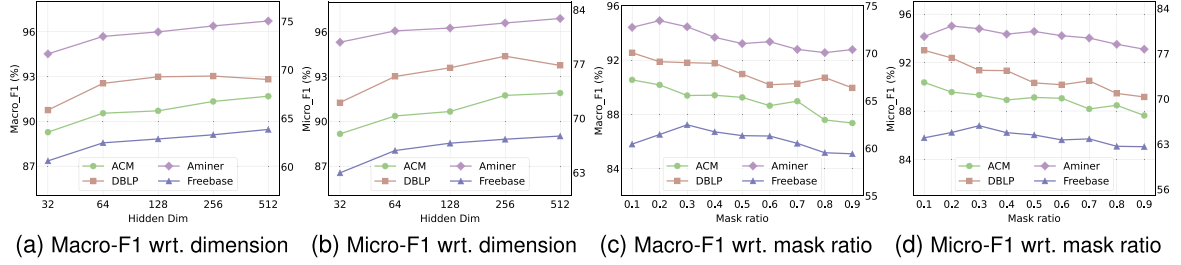 96
93
90
87
Macro_F1 (%)
75
70
65
60
ACM
DBLP
Aminer
Freebase
32 64 128 256 512
Hidden Dim
(a) Macro-F1 wrt. dimension
96
93
90
87
Micro_F1 (%)
84
77
70
63
ACM
DBLP
Aminer
Freebase
32 64 128 256 512
Hidden Dim
(b) Micro-F1 wrt. dimension
96
92
88
84
Macro_F1 (%)
75
70
65
60
55
ACM
DBLP
Aminer
Freebase
0.1 0.2 0.3 0.4 0.5 0.6 0.7 0.8 0.9
Mask ratio
(c) Macro-F1 wrt. mask ratio
96
92
88
84
Micro_F1 (%)
84
77
70
63
56
ACM
DBLP
Aminer
Freebase
0.1 0.2 0.3 0.4 0.5 0.6 0.7 0.8 0.9
Mask ratio
(d) Micro-F1 wrt. mask ratio